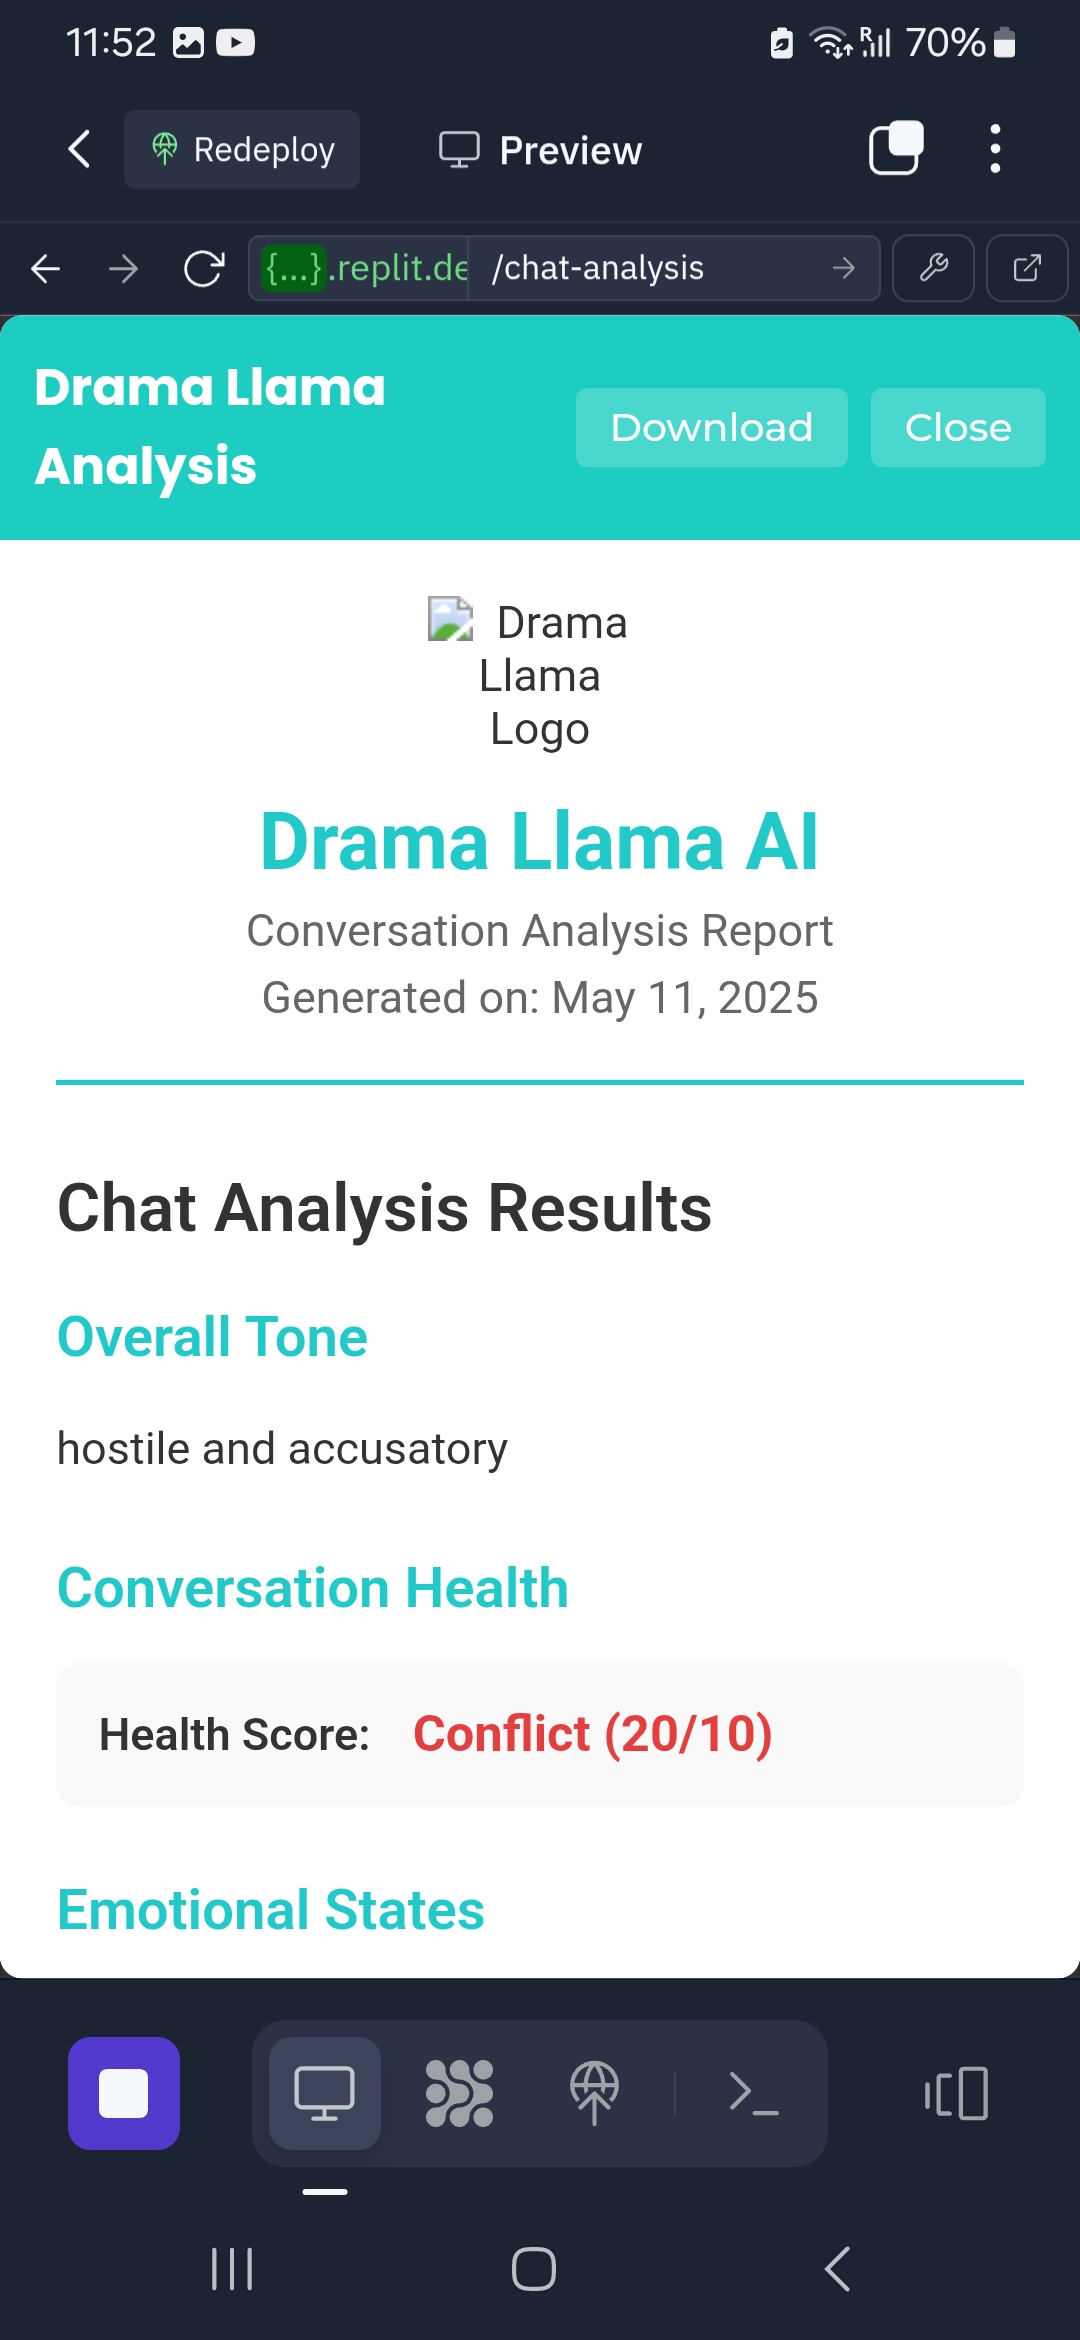 11:52
R
70%
Redeploy
Preview
{...}.replit.de
/chat-analysis
Drama Llama
Analysis
Download
Close
Drama
Llama
Logo
Drama Llama AI
Conversation Analysis Report
Generated on: May 11, 2025
Chat Analysis Results
Overall Tone
hostile and accusatory
Conversation Health
Health Score: Conflict (20/10)
Emotional States